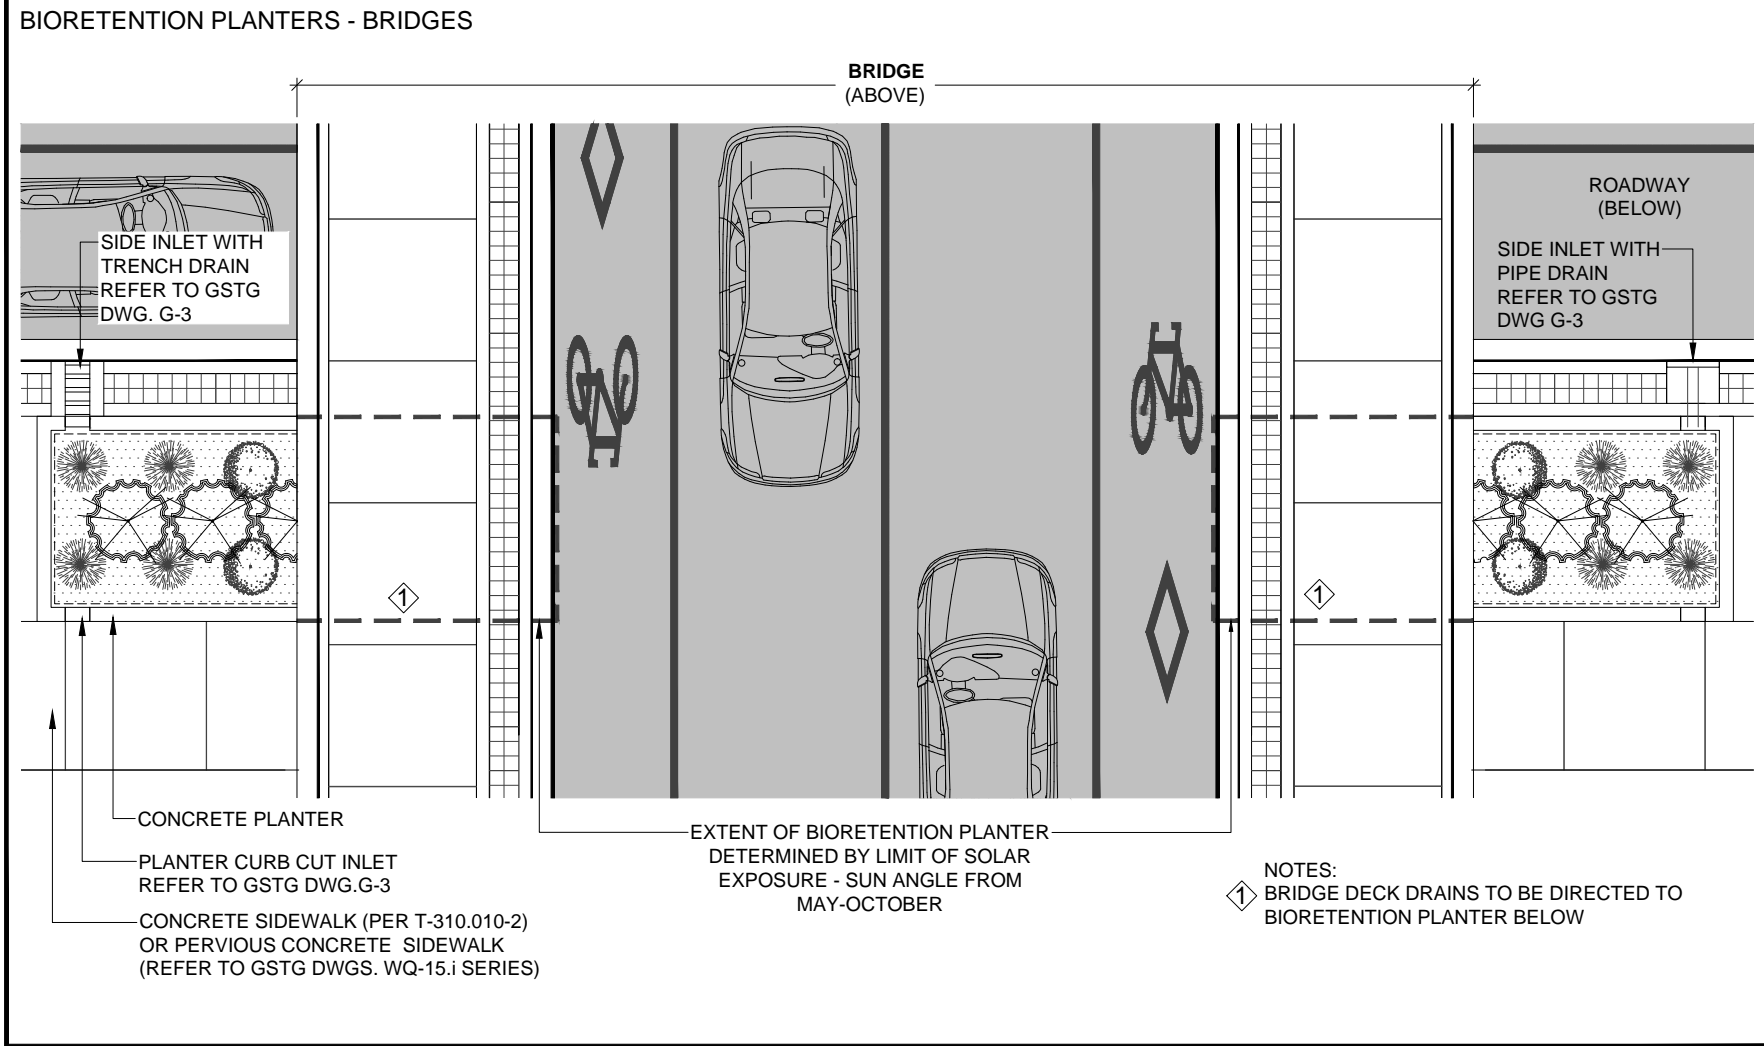 BIORETENTION PLANTERS - BRIDGES
BRIDGE
(ABOVE)
SIDE INLET WITH
TRENCH DRAIN
REFER TO GSTG
DWG. G-3
ROADWAY
(BELOW)
SIDE INLET WITH
PIPE DRAIN
REFER TO GSTG
DWG G-3
1
1
CONCRETE PLANTER
PLANTER CURB CUT INLET
REFER TO GSTG DWG.G-3
CONCRETE SIDEWALK (PER T-310.010-2)
OR PERVIOUS CONCRETE SIDEWALK
(REFER TO GSTG DWGS. WQ-15.i SERIES)
EXTENT OF BIORETENTION PLANTER
DETERMINED BY LIMIT OF SOLAR
EXPOSURE - SUN ANGLE FROM
MAY-OCTOBER
NOTES:
1 BRIDGE DECK DRAINS TO BE DIRECTED TO
BIORETENTION PLANTER BELOW